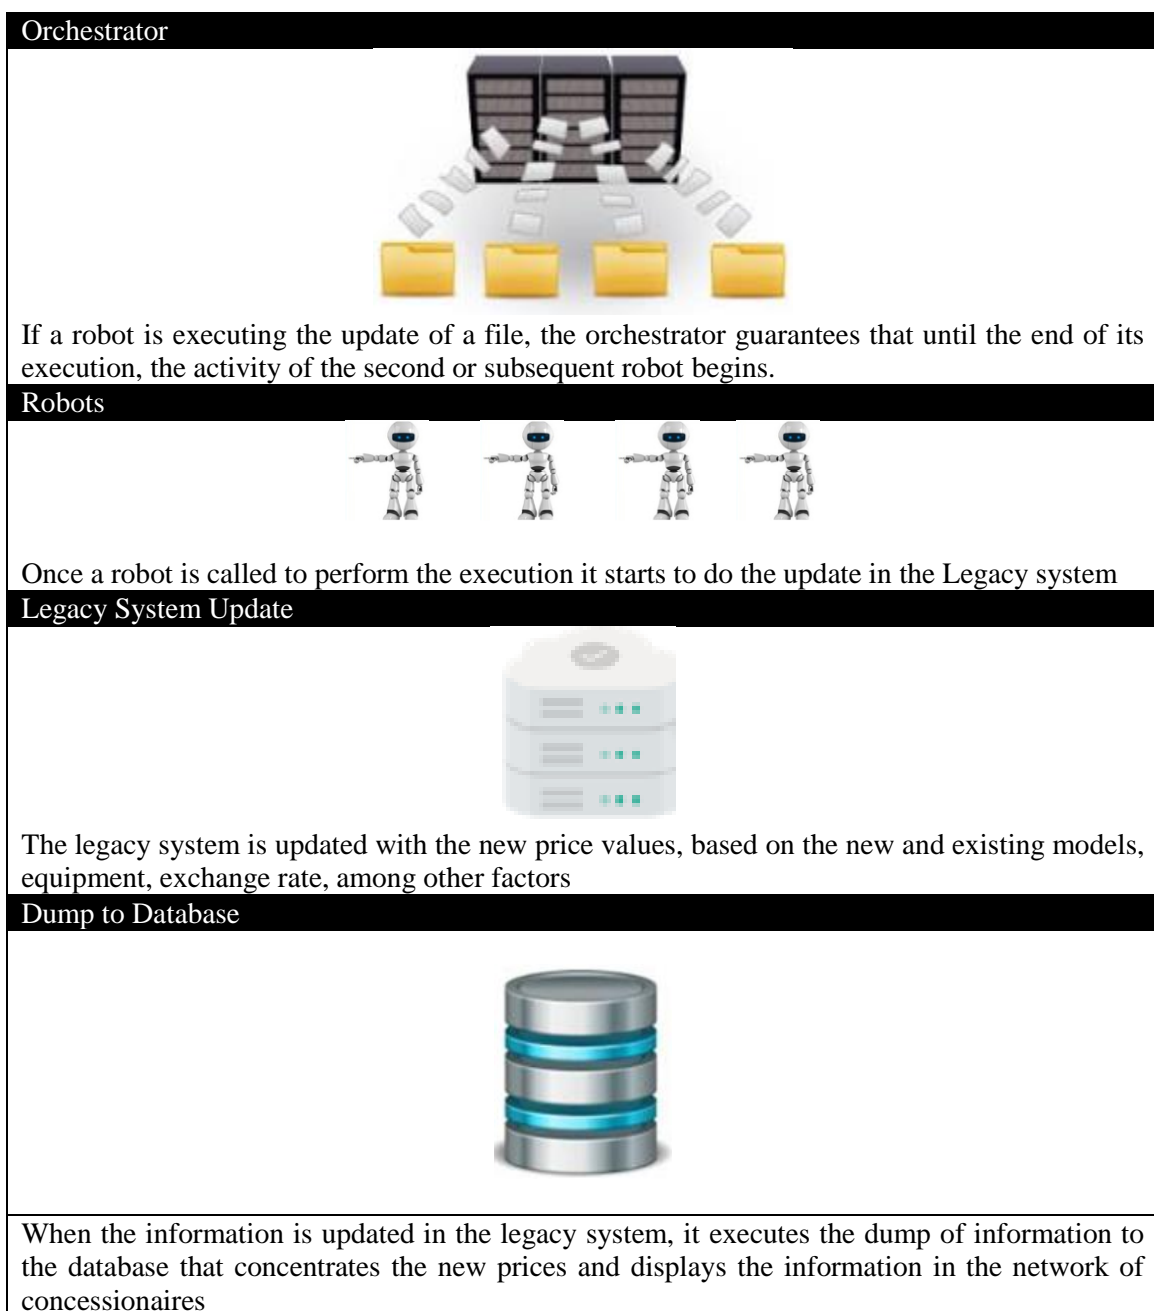 Orchestrator
If a robot is executing the update of a file, the orchestrator guarantees that until the end of its
execution, the activity of the second or subsequent robot begins.
Robots
Once a robot is called to perform the execution it starts to do the update in the Legacy system
Legacy System Update
The legacy system is updated with the new price values, based on the new and existing models,
equipment, exchange rate, among other factors
Dump to Database
When the information is updated in the legacy system, it executes the dump of information to
the database that concentrates the new prices and displays the information in the network of
concessionaires